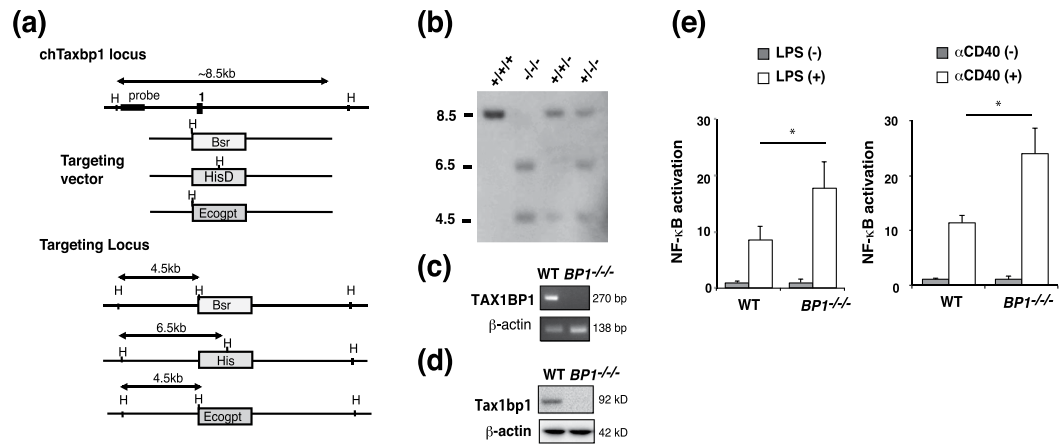 (a)
chTaxbp1 locus
~8.5kb
H
probe
1
H
H
Bsr
Targeting
vector
H
HisD
H
Ecogpt
Targeting Locus
4.5kb
H
H
H
Bsr
6.5kb
H
H
H
His
4.5kb
H
H
H
Ecogpt
(b)
+/+/+
-/-/-
+/+/-
+/-/-
8.5
6.5
4.5
(c)
WT BP1-/-/-
TAX1BP1
270 bp
β-actin
138 bp
(d)
WT BP1-/-/-
Tax1bp1
92 kD
β-actin
42 kD
(e)
LPS (-)
LPS (+)
NF-κB activation
30
20
10
0
*
WT
BP1-/-/-
αCD40 (-)
αCD40 (+)
NF-κB activation
30
20
10
0
*
WT
BP1-/-/-